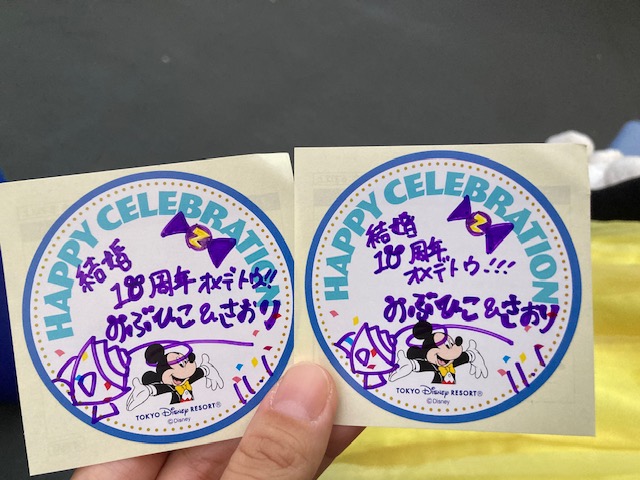 HAPPY CELEBRATION
Z
結婚
18周年 オメデトウ!!
のぶひこ&さおり
TOKYO Disney RESORT®
©Disney
HAPPY CELEBRATION
Z
結婚
18周年
オメデトウ!!!
のぶひこ&さおり
TOKYO Disney RESORT®
©Disney